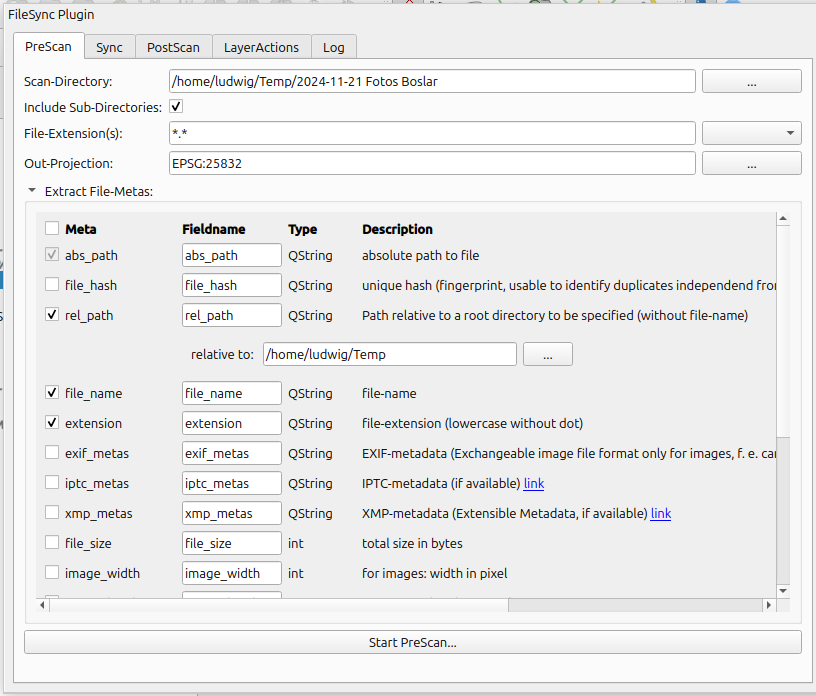 FileSync Plugin
PreScan Sync PostScan LayerActions Log
Scan-Directory: /home/ludwig/Temp/2024-11-21 Fotos Boslar ...
Include Sub-Directories:
File-Extension(s): *.*
Out-Projection: EPSG:25832 ...
Extract File-Metas:
Meta Fieldname Type Description
abs_path abs_path QString absolute path to file
file_hash file_hash QString unique hash (fingerprint, usable to identify duplicates independend fro
rel_path rel_path QString Path relative to a root directory to be specified (without file-name)
relative to: /home/ludwig/Temp ...
file_name file_name QString file-name
extension extension QString file-extension (lowercase without dot)
exif_metas exif_metas QString EXIF-metadata (Exchangeable image file format only for images, f. e. ca
iptc_metas iptc_metas QString IPTC-metadata (if available) link
xmp_metas xmp_metas QString XMP-metadata (Extensible Metadata, if available) link
file_size file_size int total size in bytes
image_width image_width int for images: width in pixel
Start PreScan...